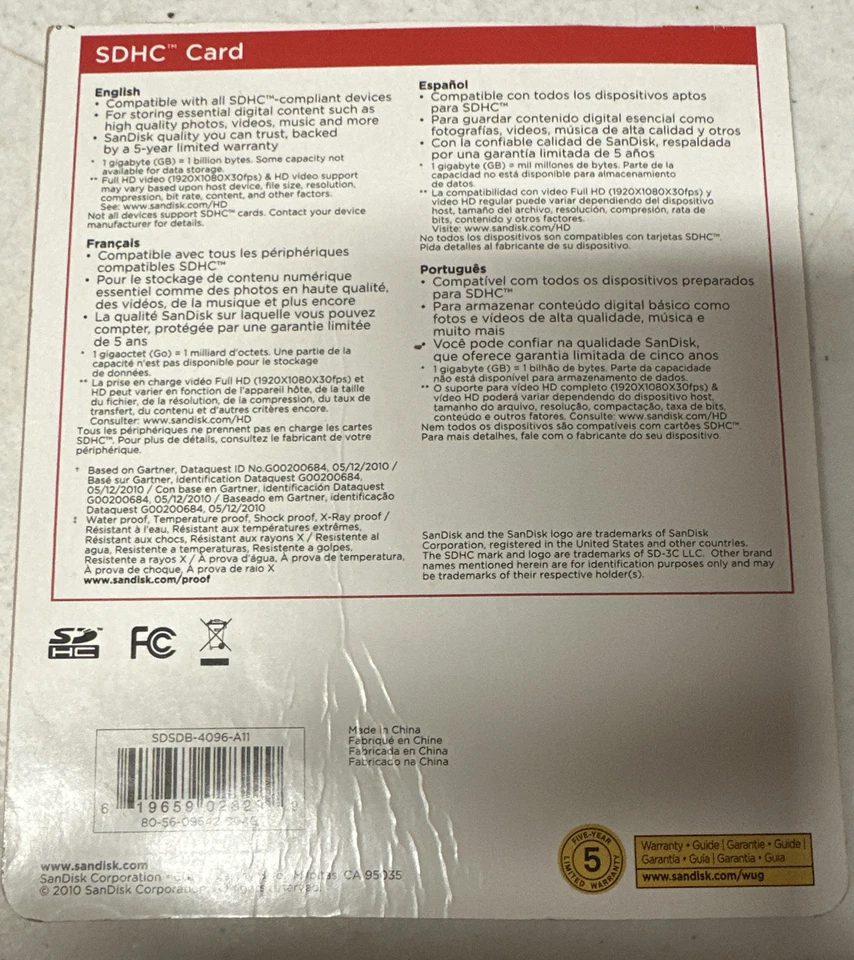 SDHC™ Card
English
• Compatible with all SDHC™-compliant devices
• For storing essential digital content such as
high quality photos, videos, music and more
• SanDisk quality you can trust, backed
by a 5-year limited warranty
* 1 gigabyte (GB) = 1 billion bytes. Some capacity not
available for data storage.
** Full HD video (1920X1080X30fps) & HD video support
may vary based upon host device, file size, resolution,
compression, bit rate, content, and other factors.
See: www.sandisk.com/HD
Not all devices support SDHC™ cards. Contact your device
manufacturer for details.
Français
• Compatible avec tous les périphériques
compatibles SDHC™
• Pour le stockage de contenu numérique
essentiel comme des photos en haute qualité,
des vidéos, de la musique et plus encore
• La qualité SanDisk sur laquelle vous pouvez
compter, protégée par une garantie limitée
de 5 ans
* 1 gigaoctet (Go) = 1 milliard d'octets. Une partie de la
capacité n'est pas disponible pour le stockage
de données.
** La prise en charge vidéo Full HD (1920X1080X30fps) et
HD peut varier en fonction de l'appareil hôte, de la taille
du fichier, de la résolution, de la compression, du taux de
transfert, du contenu et d'autres critères encore.
Consulter: www.sandisk.com/HD
Tous les périphériques ne prennent pas en charge les cartes
SDHC™. Pour plus de détails, consultez le fabricant de votre
périphérique.
† Based on Gartner, Dataquest ID No.G00200684, 05/12/2010 /
Basé sur Gartner, identification Dataquest G00200684,
05/12/2010 / Con base en Gartner, identificación Dataquest
G00200684, 05/12/2010 / Baseado em Gartner, identificação
Dataquest G00200684, 05/12/2010
‡ Water proof, Temperature proof, Shock proof, X-Ray proof /
Résistant à l'eau, Résistant aux températures extrêmes,
Résistant aux chocs, Résistant aux rayons X / Resistente al
agua, Resistente a temperaturas, Resistente a golpes,
Resistente a rayos X / À prova d'água, À prova de temperatura,
À prova de choque, À prova de raio X
www.sandisk.com/proof
Español
• Compatible con todos los dispositivos aptos
para SDHC™
• Para guardar contenido digital esencial como
fotografías, videos, música de alta calidad y otros
• Con la confiable calidad de SanDisk, respaldada
por una garantía limitada de 5 años
* 1 gigabyte (GB) = mil millones de bytes. Parte de la
capacidad no está disponible para almacenamiento
de datos.
** La compatibilidad con video Full HD (1920X1080X30fps) y
video HD regular puede variar dependiendo del dispositivo
host, tamaño del archivo, resolución, compresión, rata de
bits, contenido y otros factores.
Visite: www.sandisk.com/HD
No todos los dispositivos son compatibles con tarjetas SDHC™.
Pida detalles al fabricante de su dispositivo.
Português
• Compatível com todos os dispositivos preparados
para SDHC™
• Para armazenar conteúdo digital básico como
fotos e vídeos de alta qualidade, música e
muito mais
• Você pode confiar na qualidade SanDisk,
que oferece garantia limitada de cinco anos
* 1 gigabyte (GB) = 1 bilhão de bytes. Parte da capacidade
não está disponível para armazenamento de dados.
** O suporte para vídeo HD completo (1920X1080X30fps) &
vídeo HD poderá variar dependendo do dispositivo host,
tamanho do arquivo, resolução, compactação, taxa de bits,
conteúdo e outros fatores. Consulte: www.sandisk.com/HD
Nem todos os dispositivos são compatíveis com cartões SDHC™.
Para mais detalhes, fale com o fabricante do seu dispositivo.
SanDisk and the SanDisk logo are trademarks of SanDisk
Corporation, registered in the United States and other countries.
The SDHC mark and logo are trademarks of SD-3C LLC. Other brand
names mentioned herein are for identification purposes only and may
be trademarks of their respective holder(s).
SD™
HC
FC
SDSDB-4096-A11
6 19659
80-56-09642
Made in China
Fabriqué en Chine
Fabricada en China
Fabricado na China
www.sandisk.com
SanDisk Corporation • CA 95035
© 2010 SanDisk Corporation
FIVE-YEAR
5
LIMITED WARRANTY
Warranty • Guide | Garantie • Guide |
Garantía • Guía | Garantia • Guia
www.sandisk.com/wug